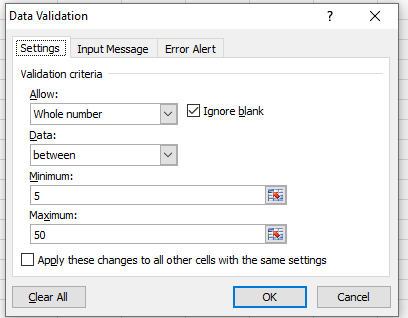 Data Validation
Settings Input Message Error Alert
Validation criteria
Allow:
Whole number Ignore blank
Data:
between
Minimum:
5
Maximum:
50
Apply these changes to all other cells with the same settings
Clear All OK Cancel